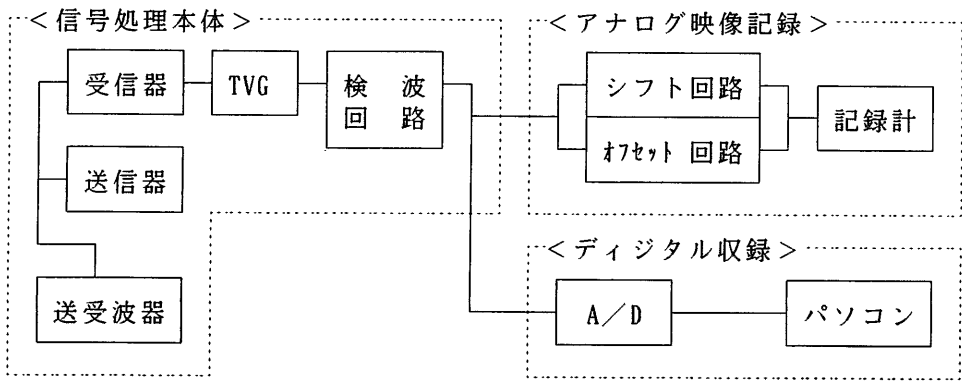 <信号処理本体>
受信器
TVG
検波
回路
送信器
送受波器
<アナログ映像記録>
シフト回路
オフセット 回路
記録計
<ディジタル収録>
A/D
パソコン